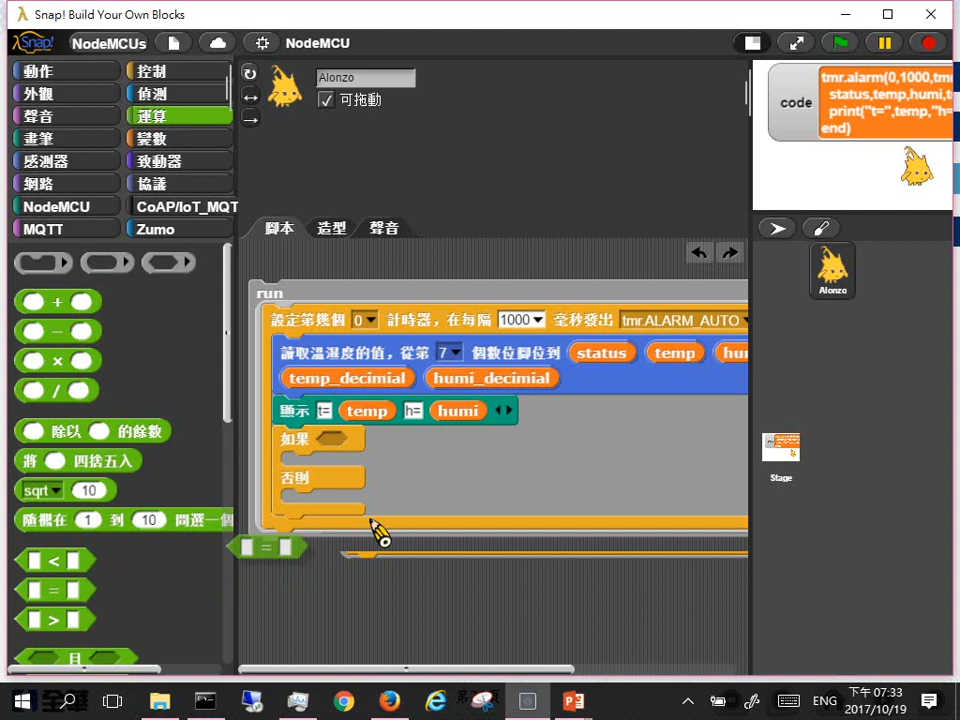 Snap! Build Your Own Blocks
Snap!
NodeMCUs
NodeMCU
動作
控制
外觀
偵測
聲音
運算
畫筆
變數
感測器
致動器
網路
協議
NodeMCU
CoAP/IoT_MQT
MQTT
Zumo
Alonzo
可拖動
腳本
造型
聲音
+
−
×
/
除以 的餘數
將 四捨五入
sqrt 10
隨機在 1 到 10 間選一個
<
=
>
且
run
設定第幾個 0 計時器，在每隔 1000 毫秒發出 tmr.ALARM_AUTO
讀取溫濕度的值，從第 7 個數位腳位到 status temp hu
temp_decimial humi_decimial
顯示 t= temp h= humi
如果
否則
=
code
tmr.alarm(0,1000,tm
status,temp,humi,t
print("t=",temp,"h=
end)
Alonzo
Stage
ENG
下午 07:33
2017/10/19